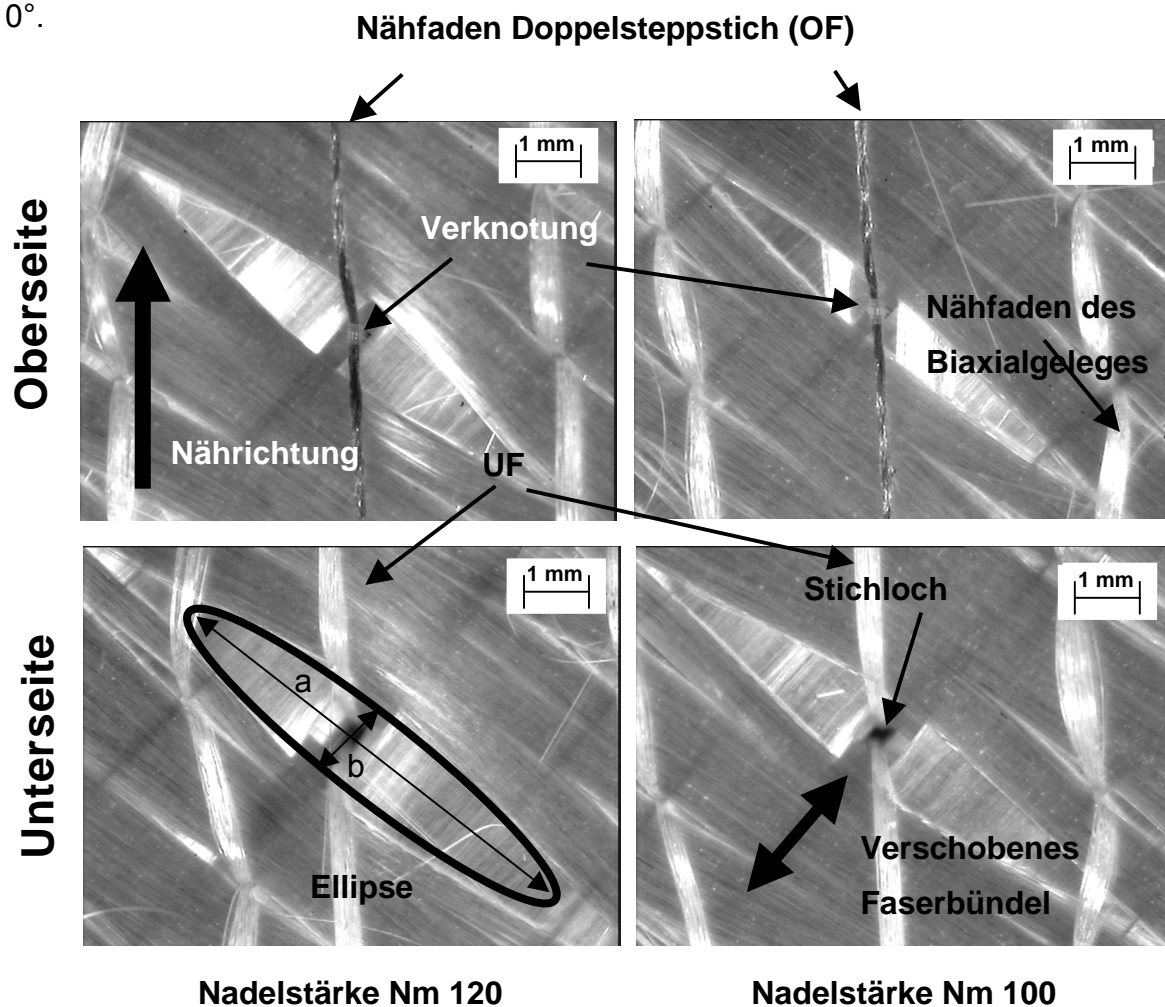 0°.
Nähfaden Doppelsteppstich (OF)
Oberseite
1 mm
1 mm
Verknotung
Nähfaden des
Biaxialgeleges
Nährichtung
UF
Unterseite
1 mm
1 mm
Stichloch
a
b
Ellipse
Verschobenes
Faserbündel
Nadelstärke Nm 120
Nadelstärke Nm 100